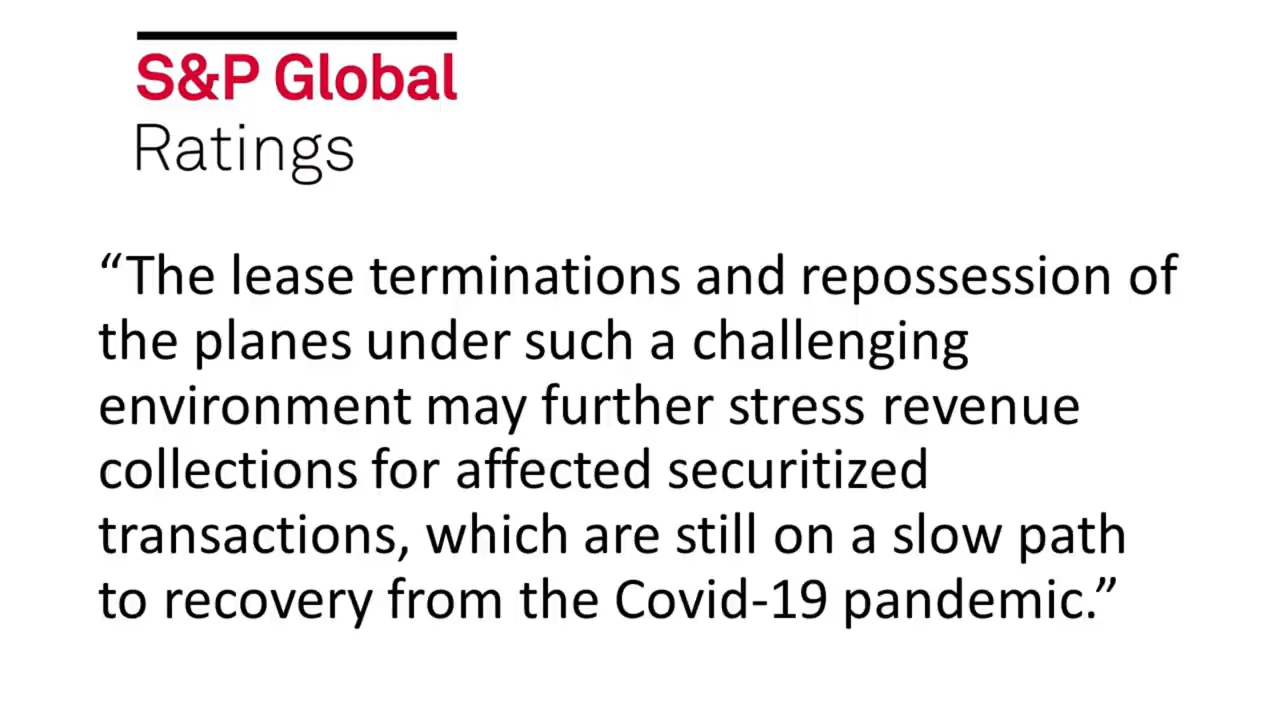 S&P Global
Ratings
“The lease terminations and repossession of
the planes under such a challenging
environment may further stress revenue
collections for affected securitized
transactions, which are still on a slow path
to recovery from the Covid-19 pandemic.”